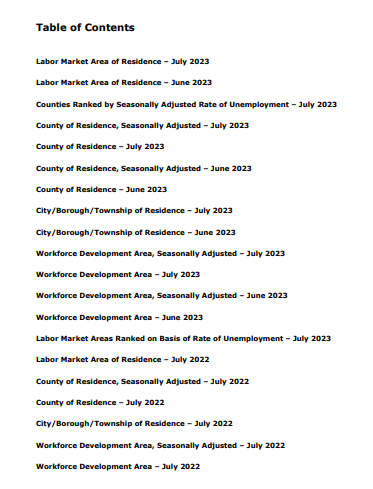 Table of Contents
Labor Market Area of Residence – July 2023
Labor Market Area of Residence – June 2023
Counties Ranked by Seasonally Adjusted Rate of Unemployment – July 2023
County of Residence, Seasonally Adjusted – July 2023
County of Residence – July 2023
County of Residence, Seasonally Adjusted – June 2023
County of Residence – June 2023
City/Borough/Township of Residence – July 2023
City/Borough/Township of Residence – June 2023
Workforce Development Area, Seasonally Adjusted – July 2023
Workforce Development Area – July 2023
Workforce Development Area, Seasonally Adjusted – June 2023
Workforce Development Area – June 2023
Labor Market Areas Ranked on Basis of Rate of Unemployment – July 2023
Labor Market Area of Residence – July 2022
County of Residence, Seasonally Adjusted – July 2022
County of Residence – July 2022
City/Borough/Township of Residence – July 2022
Workforce Development Area, Seasonally Adjusted – July 2022
Workforce Development Area – July 2022